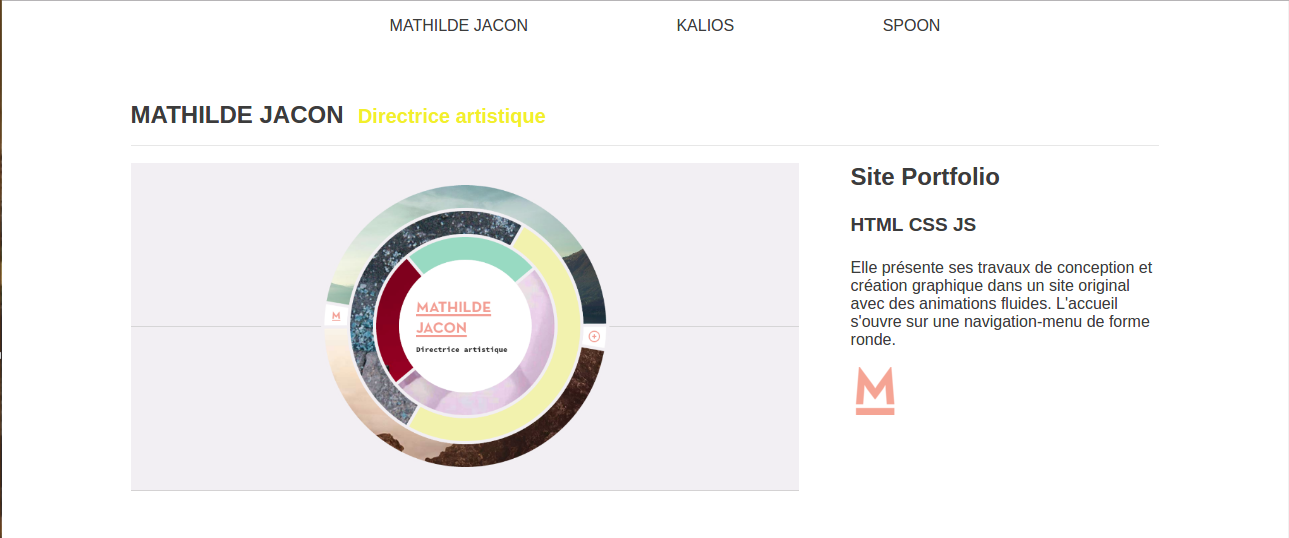 MATHILDE JACON KALIOS SPOON
MATHILDE JACON Directrice artistique
M
MATHILDE
JACON
Directrice artistique
Site Portfolio
HTML CSS JS
Elle présente ses travaux de conception et
création graphique dans un site original
avec des animations fluides. L'accueil
s'ouvre sur une navigation-menu de forme
ronde.
M